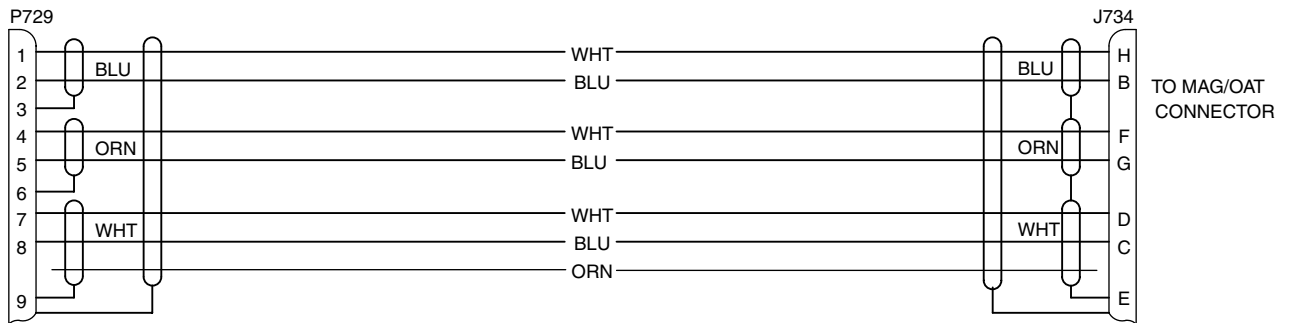 P729 J734
1 WHT H
BLU BLU
2 BLU B
TO MAG/OAT
3
CONNECTOR
4 WHT F
ORN ORN
5 BLU G
6
7 WHT D
WHT WHT
8 BLU C
ORN
9 E